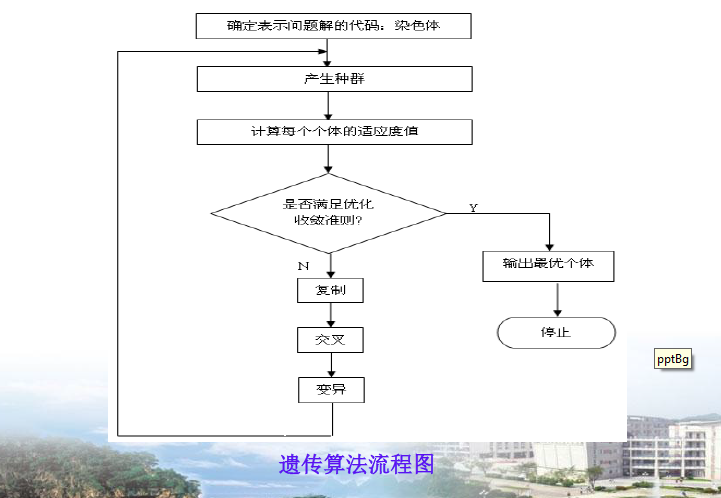 确定表示问题解的代码：染色体
产生种群
计算每个个体的适应度值
是否满足优化
收敛准则？
Y
N
输出最优个体
复制
停止
交叉
pptBg
变异
遗传算法流程图